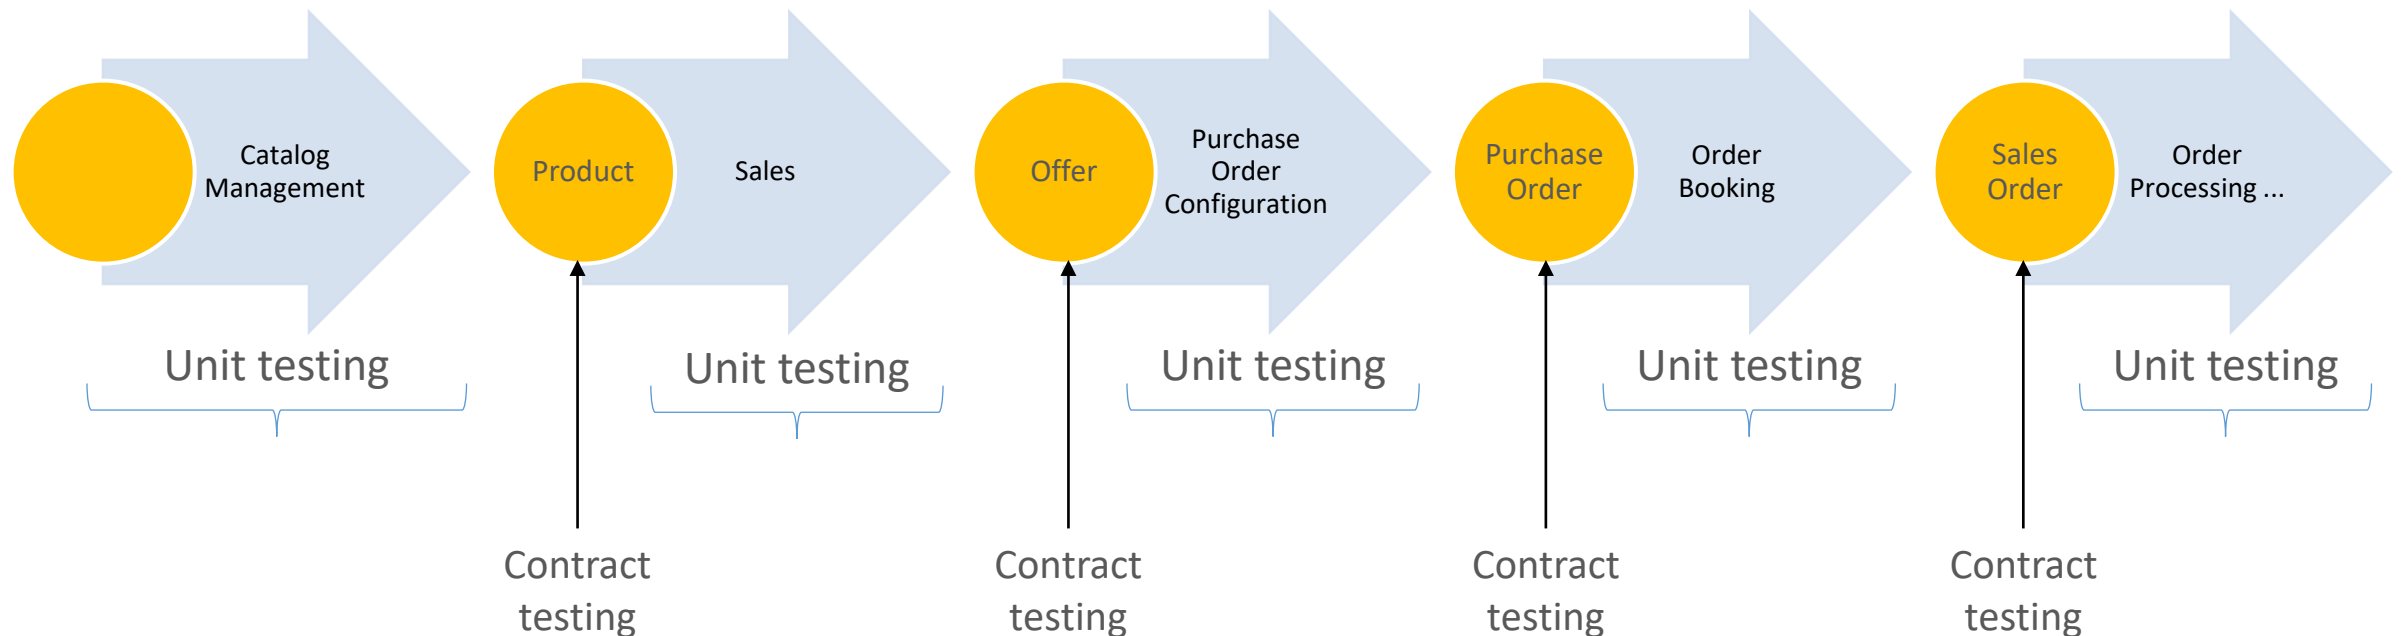 Catalog
Management
Product
Sales
Offer
Purchase
Order
Configuration
Purchase
Order
Order
Booking
Sales
Order
Order
Processing ...
Unit testing
Unit testing
Unit testing
Unit testing
Unit testing
Contract
testing
Contract
testing
Contract
testing
Contract
testing